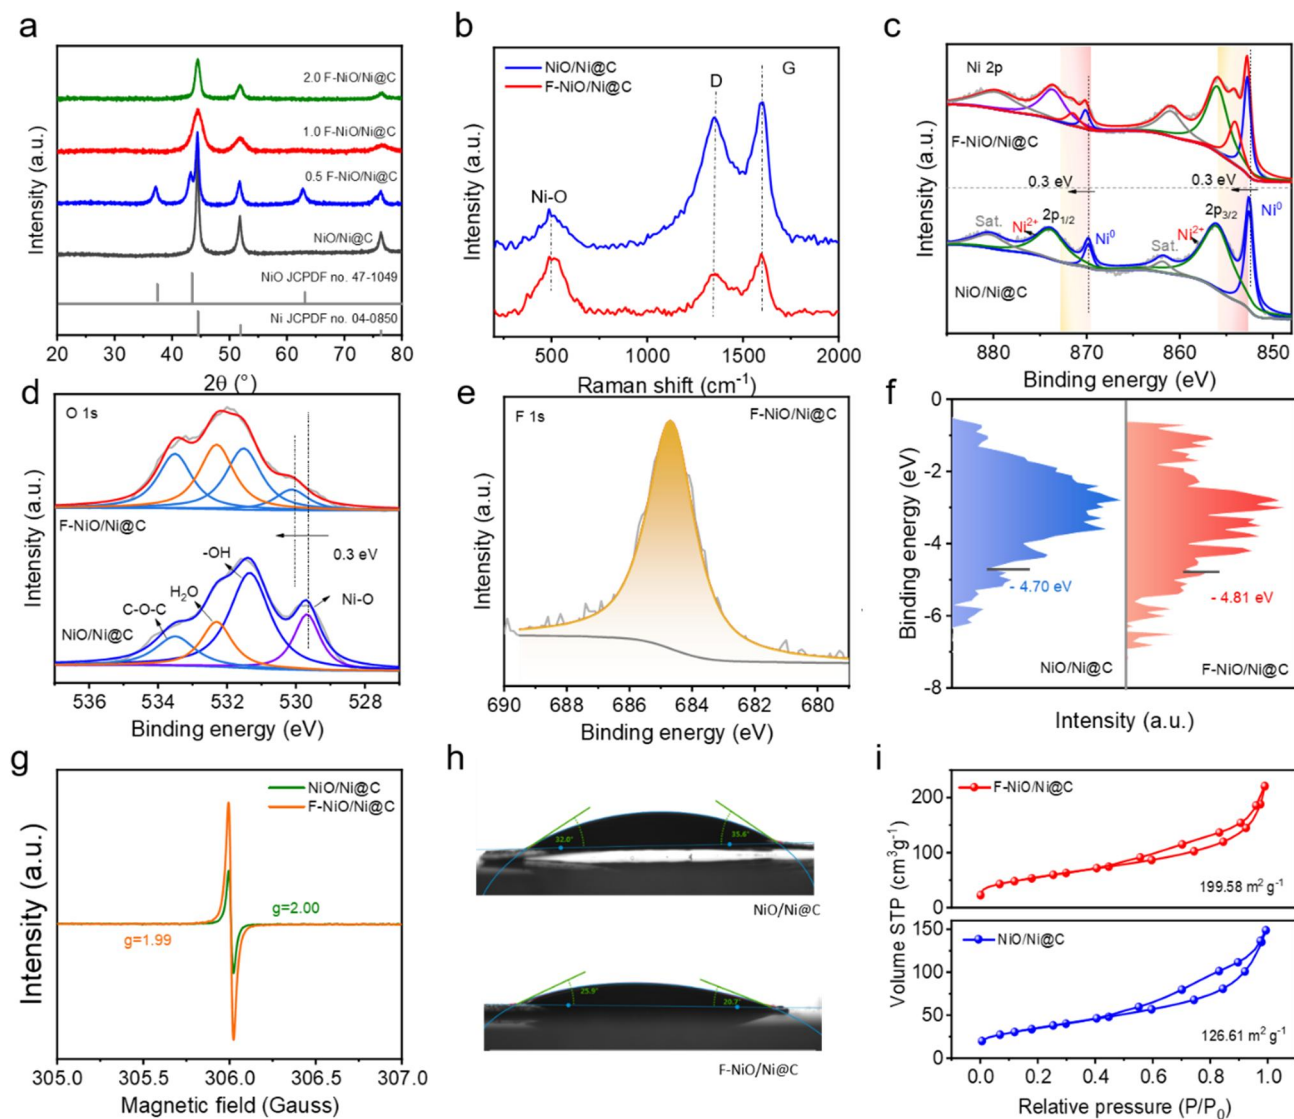 a
Intensity (a.u.)
2.0 F-NiO/Ni@C
1.0 F-NiO/Ni@C
0.5 F-NiO/Ni@C
NiO/Ni@C
NiO JCPDF no. 47-1049
Ni JCPDF no. 04-0850
20 30 40 50 60 70 80
2θ (°)
b
Intensity (a.u.)
NiO/Ni@C
F-NiO/Ni@C
D
G
Ni-O
500 1000 1500 2000
Raman shift (cm⁻¹)
c
Intensity (a.u.)
Ni 2p
F-NiO/Ni@C
0.3 eV
0.3 eV
Sat.
Ni²⁺
2p₁/₂
Ni⁰
Sat.
Ni²⁺
2p₃/₂
Ni⁰
NiO/Ni@C
880 870 860 850
Binding energy (eV)
d
Intensity (a.u.)
O 1s
F-NiO/Ni@C
0.3 eV
-OH
H₂O
C-O-C
Ni-O
NiO/Ni@C
536 533 530 528
Binding energy (eV)
e
Intensity (a.u.)
F 1s
F-NiO/Ni@C
690 688 686 684 682 680
Binding energy (eV)
f
Binding energy (eV)
0
-2
-4
-6
-8
- 4.70 eV
- 4.81 eV
NiO/Ni@C
F-NiO/Ni@C
Intensity (a.u.)
g
Intensity (a.u.)
NiO/Ni@C
F-NiO/Ni@C
g=2.00
g=1.99
305.0 305.5 306.0 306.5 307.0
Magnetic field (Gauss)
h
32.0°
35.6°
NiO/Ni@C
25.9°
20.7°
F-NiO/Ni@C
i
Volume STP (cm³g⁻¹)
200
100
0
F-NiO/Ni@C
199.58 m² g⁻¹
150
100
50
0
NiO/Ni@C
126.61 m² g⁻¹
0.0 0.2 0.4 0.6 0.8 1.0
Relative pressure (P/P₀)